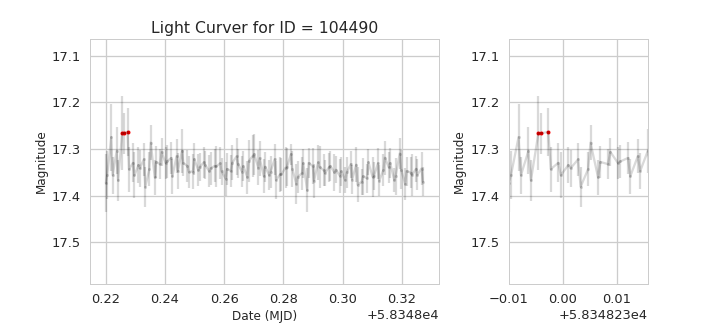 Light Curver for ID = 104490
17.1
17.2
17.3
17.4
17.5
Magnitude
0.22 0.24 0.26 0.28 0.30 0.32
Date (MJD)
+5.8348e4
17.1
17.2
17.3
17.4
17.5
Magnitude
−0.01 0.00 0.01
+5.834823e4